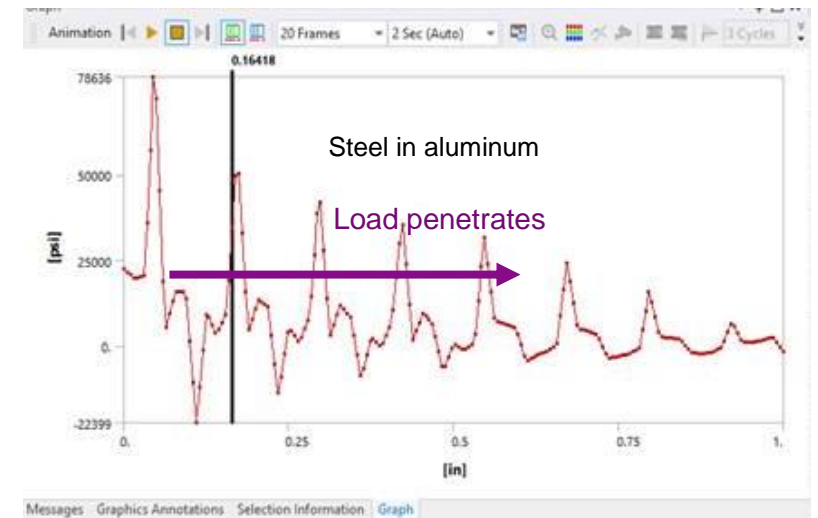 Graph
Animation 20 Frames 2 Sec (Auto) 3 Cycles
0.16418
78636
Steel in aluminum
50000
Load penetrates
[psi]
25000
0.
-22399
0. 0.25 0.5 0.75 1.
[in]
Messages Graphics Annotations Selection Information Graph